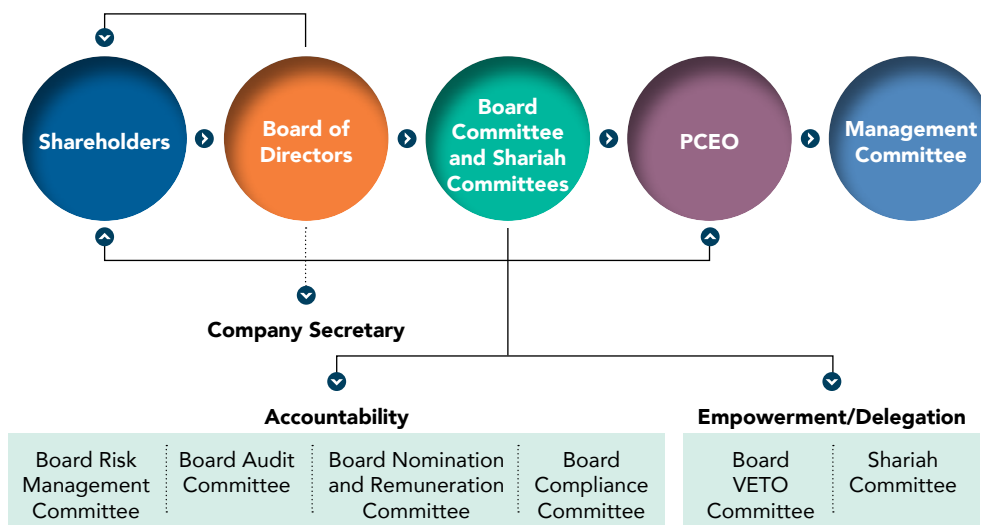 Shareholders
Board of
Directors
Board
Committee
and Shariah
Committees
PCEO
Management
Committee
Company Secretary
Accountability
Empowerment/Delegation
Board Risk
Management
Committee
Board Audit
Committee
Board Nomination
and Remuneration
Committee
Board
Compliance
Committee
Board
VETO
Committee
Shariah
Committee